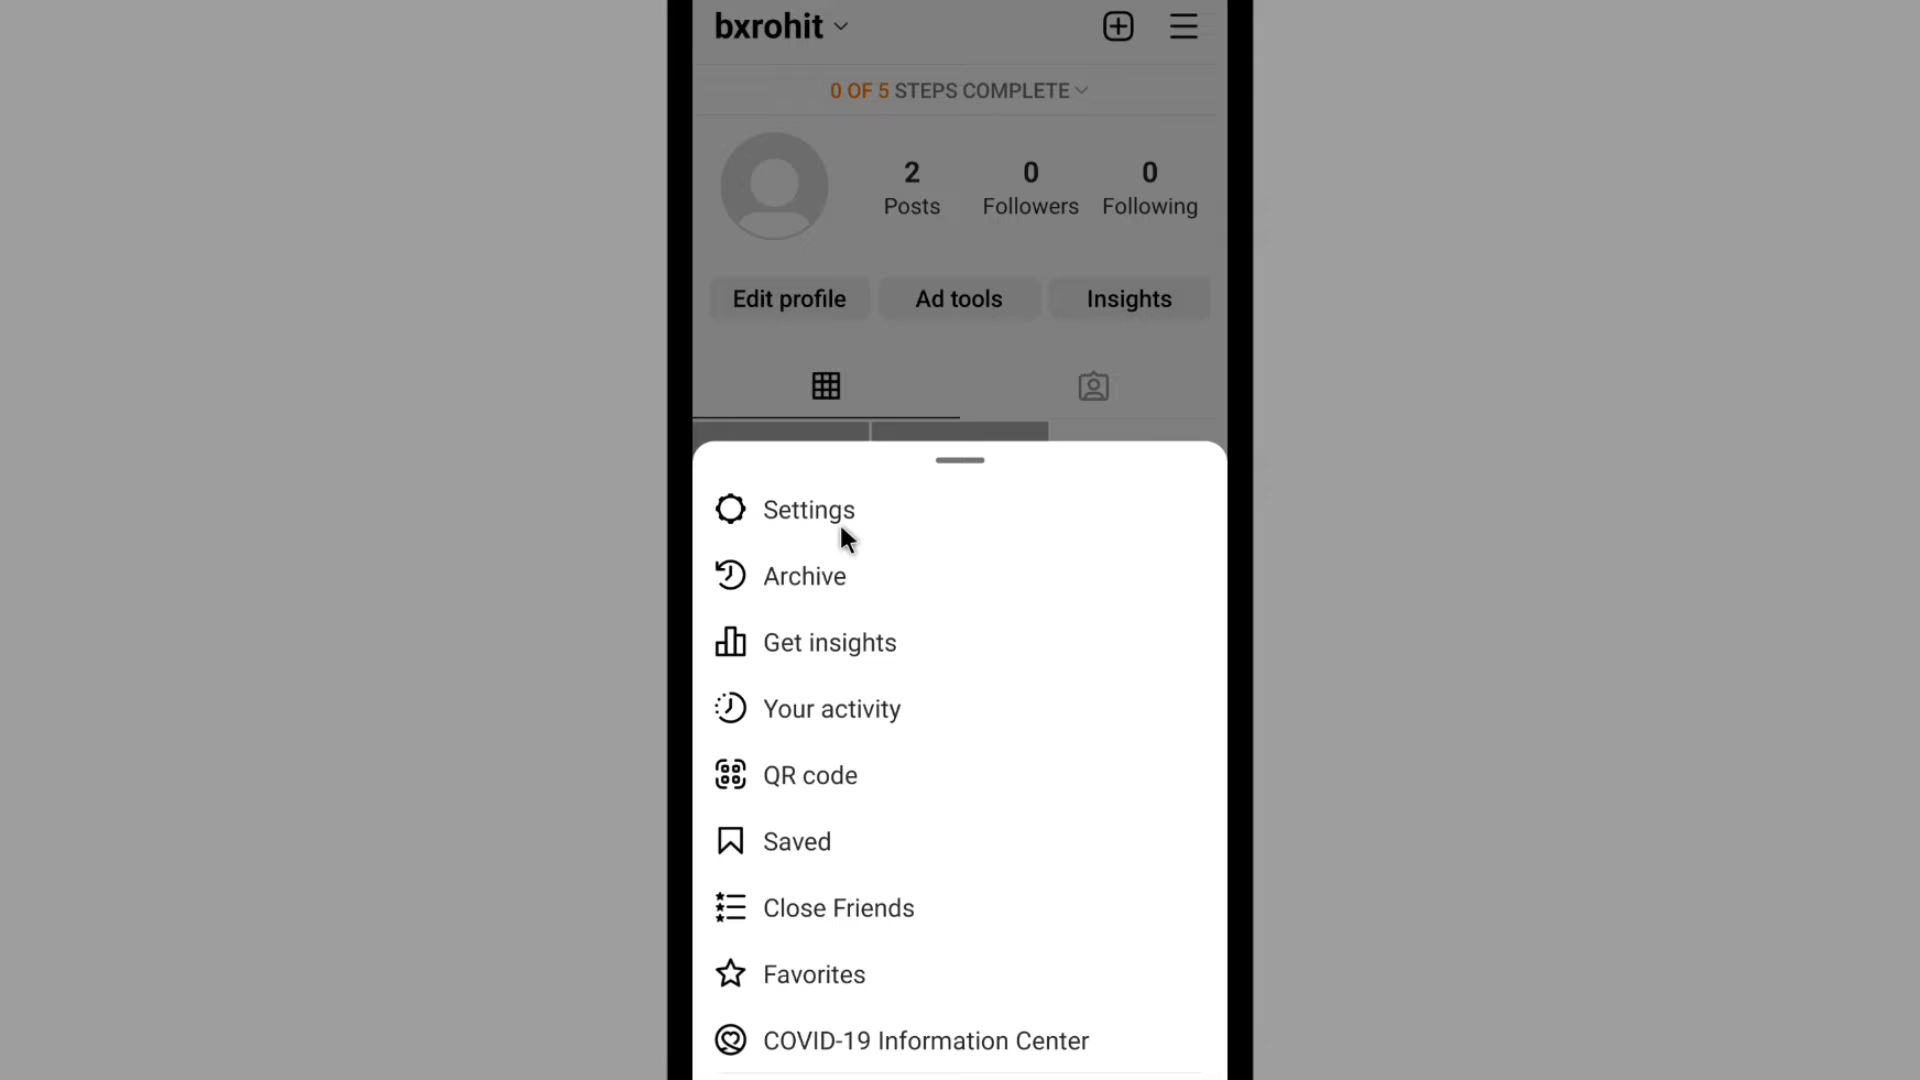 bxrohit
0 OF 5 STEPS COMPLETE
2 0 0
Posts Followers Following
Edit profile Ad tools Insights
Settings
Archive
Get insights
Your activity
QR code
Saved
Close Friends
Favorites
COVID-19 Information Center